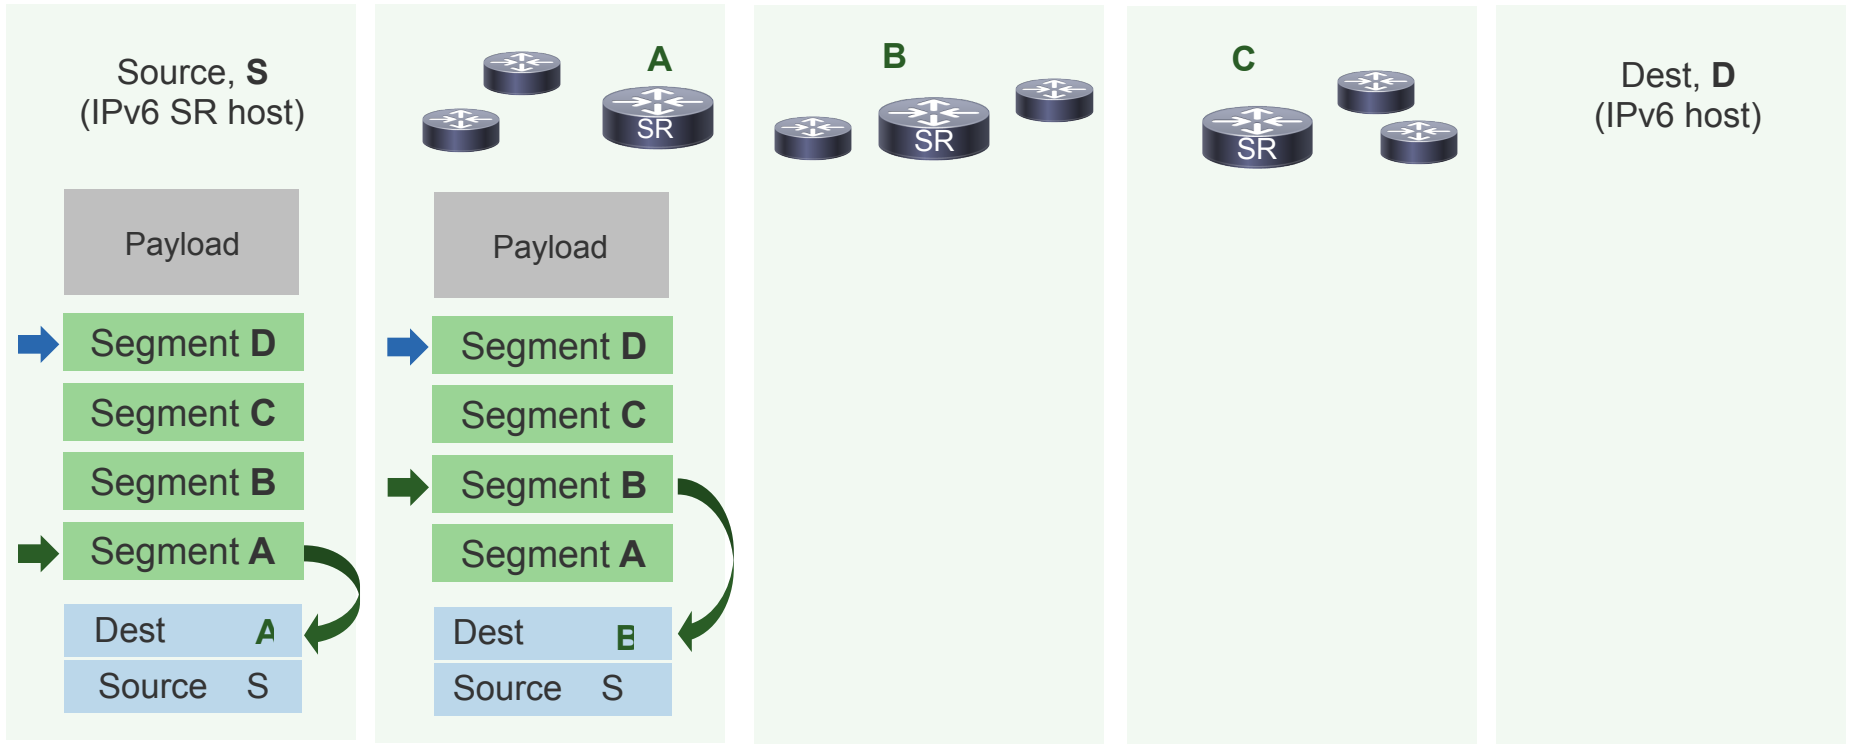 Source, S
(IPv6 SR host)
Payload
Segment D
Segment C
Segment B
Segment A
Dest A
Source S
A
SR
Payload
Segment D
Segment C
Segment B
Segment A
Dest B
Source S
B
SR
C
SR
Dest, D
(IPv6 host)